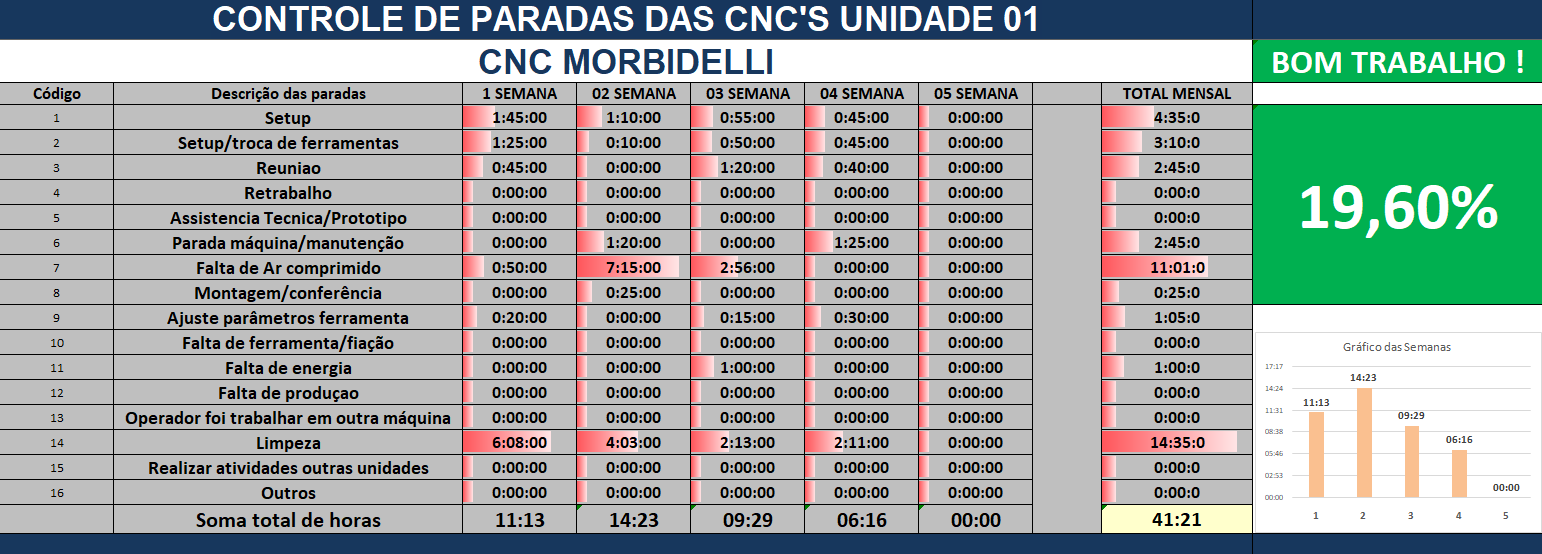 CONTROLE DE PARADAS DAS CNC'S UNIDADE 01
CNC MORBIDELLI
BOM TRABALHO !
Código Descrição das paradas 1 SEMANA 02 SEMANA 03 SEMANA 04 SEMANA 05 SEMANA TOTAL MENSAL
1 Setup 1:45:00 1:10:00 0:55:00 0:45:00 0:00:00 4:35:0
2 Setup/troca de ferramentas 1:25:00 0:10:00 0:50:00 0:45:00 0:00:00 3:10:0
3 Reuniao 0:45:00 0:00:00 1:20:00 0:40:00 0:00:00 2:45:0
4 Retrabalho 0:00:00 0:00:00 0:00:00 0:00:00 0:00:00 0:00:0
5 Assistencia Tecnica/Prototipo 0:00:00 0:00:00 0:00:00 0:00:00 0:00:00 0:00:0
6 Parada máquina/manutenção 0:00:00 1:20:00 0:00:00 1:25:00 0:00:00 2:45:0
7 Falta de Ar comprimido 0:50:00 7:15:00 2:56:00 0:00:00 0:00:00 11:01:0
8 Montagem/conferência 0:00:00 0:25:00 0:00:00 0:00:00 0:00:00 0:25:0
9 Ajuste parâmetros ferramenta 0:20:00 0:00:00 0:15:00 0:30:00 0:00:00 1:05:0
10 Falta de ferramenta/fiação 0:00:00 0:00:00 0:00:00 0:00:00 0:00:00 0:00:0
11 Falta de energia 0:00:00 0:00:00 1:00:00 0:00:00 0:00:00 1:00:0
12 Falta de produçao 0:00:00 0:00:00 0:00:00 0:00:00 0:00:00 0:00:0
13 Operador foi trabalhar em outra máquina 0:00:00 0:00:00 0:00:00 0:00:00 0:00:00 0:00:0
14 Limpeza 6:08:00 4:03:00 2:13:00 2:11:00 0:00:00 14:35:0
15 Realizar atividades outras unidades 0:00:00 0:00:00 0:00:00 0:00:00 0:00:00 0:00:0
16 Outros 0:00:00 0:00:00 0:00:00 0:00:00 0:00:00 0:00:0
Soma total de horas 11:13 14:23 09:29 06:16 00:00 41:21
19,60%
Gráfico das Semanas
17:17
14:24
11:31
08:38
05:46
02:53
00:00
11:13
14:23
09:29
06:16
00:00
1 2 3 4 5